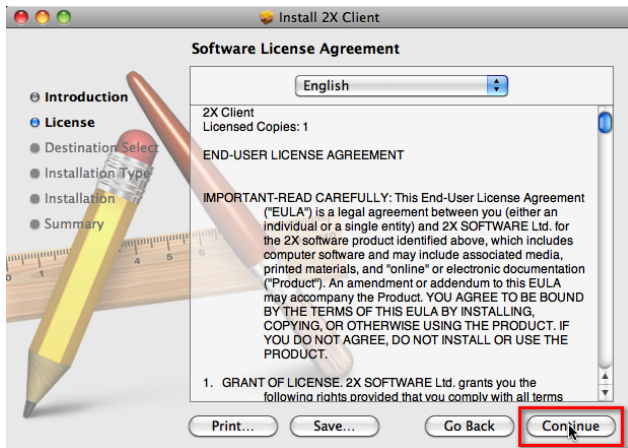 Install 2X Client
Software License Agreement
Introduction
License
Destination Select
Installation Type
Installation
Summary
English
2X Client
Licensed Copies: 1
END-USER LICENSE AGREEMENT
IMPORTANT-READ CAREFULLY: This End-User License Agreement
("EULA") is a legal agreement between you (either an
individual or a single entity) and 2X SOFTWARE Ltd. for
the 2X software product identified above, which includes
computer software and may include associated media,
printed materials, and "online" or electronic documentation
("Product"). An amendment or addendum to this EULA
may accompany the Product. YOU AGREE TO BE BOUND
BY THE TERMS OF THIS EULA BY INSTALLING,
COPYING, OR OTHERWISE USING THE PRODUCT. IF
YOU DO NOT AGREE, DO NOT INSTALL OR USE THE
PRODUCT.
1. GRANT OF LICENSE. 2X SOFTWARE Ltd. grants you the
following rights provided that you comply with all terms
Print...
Save...
Go Back
Continue